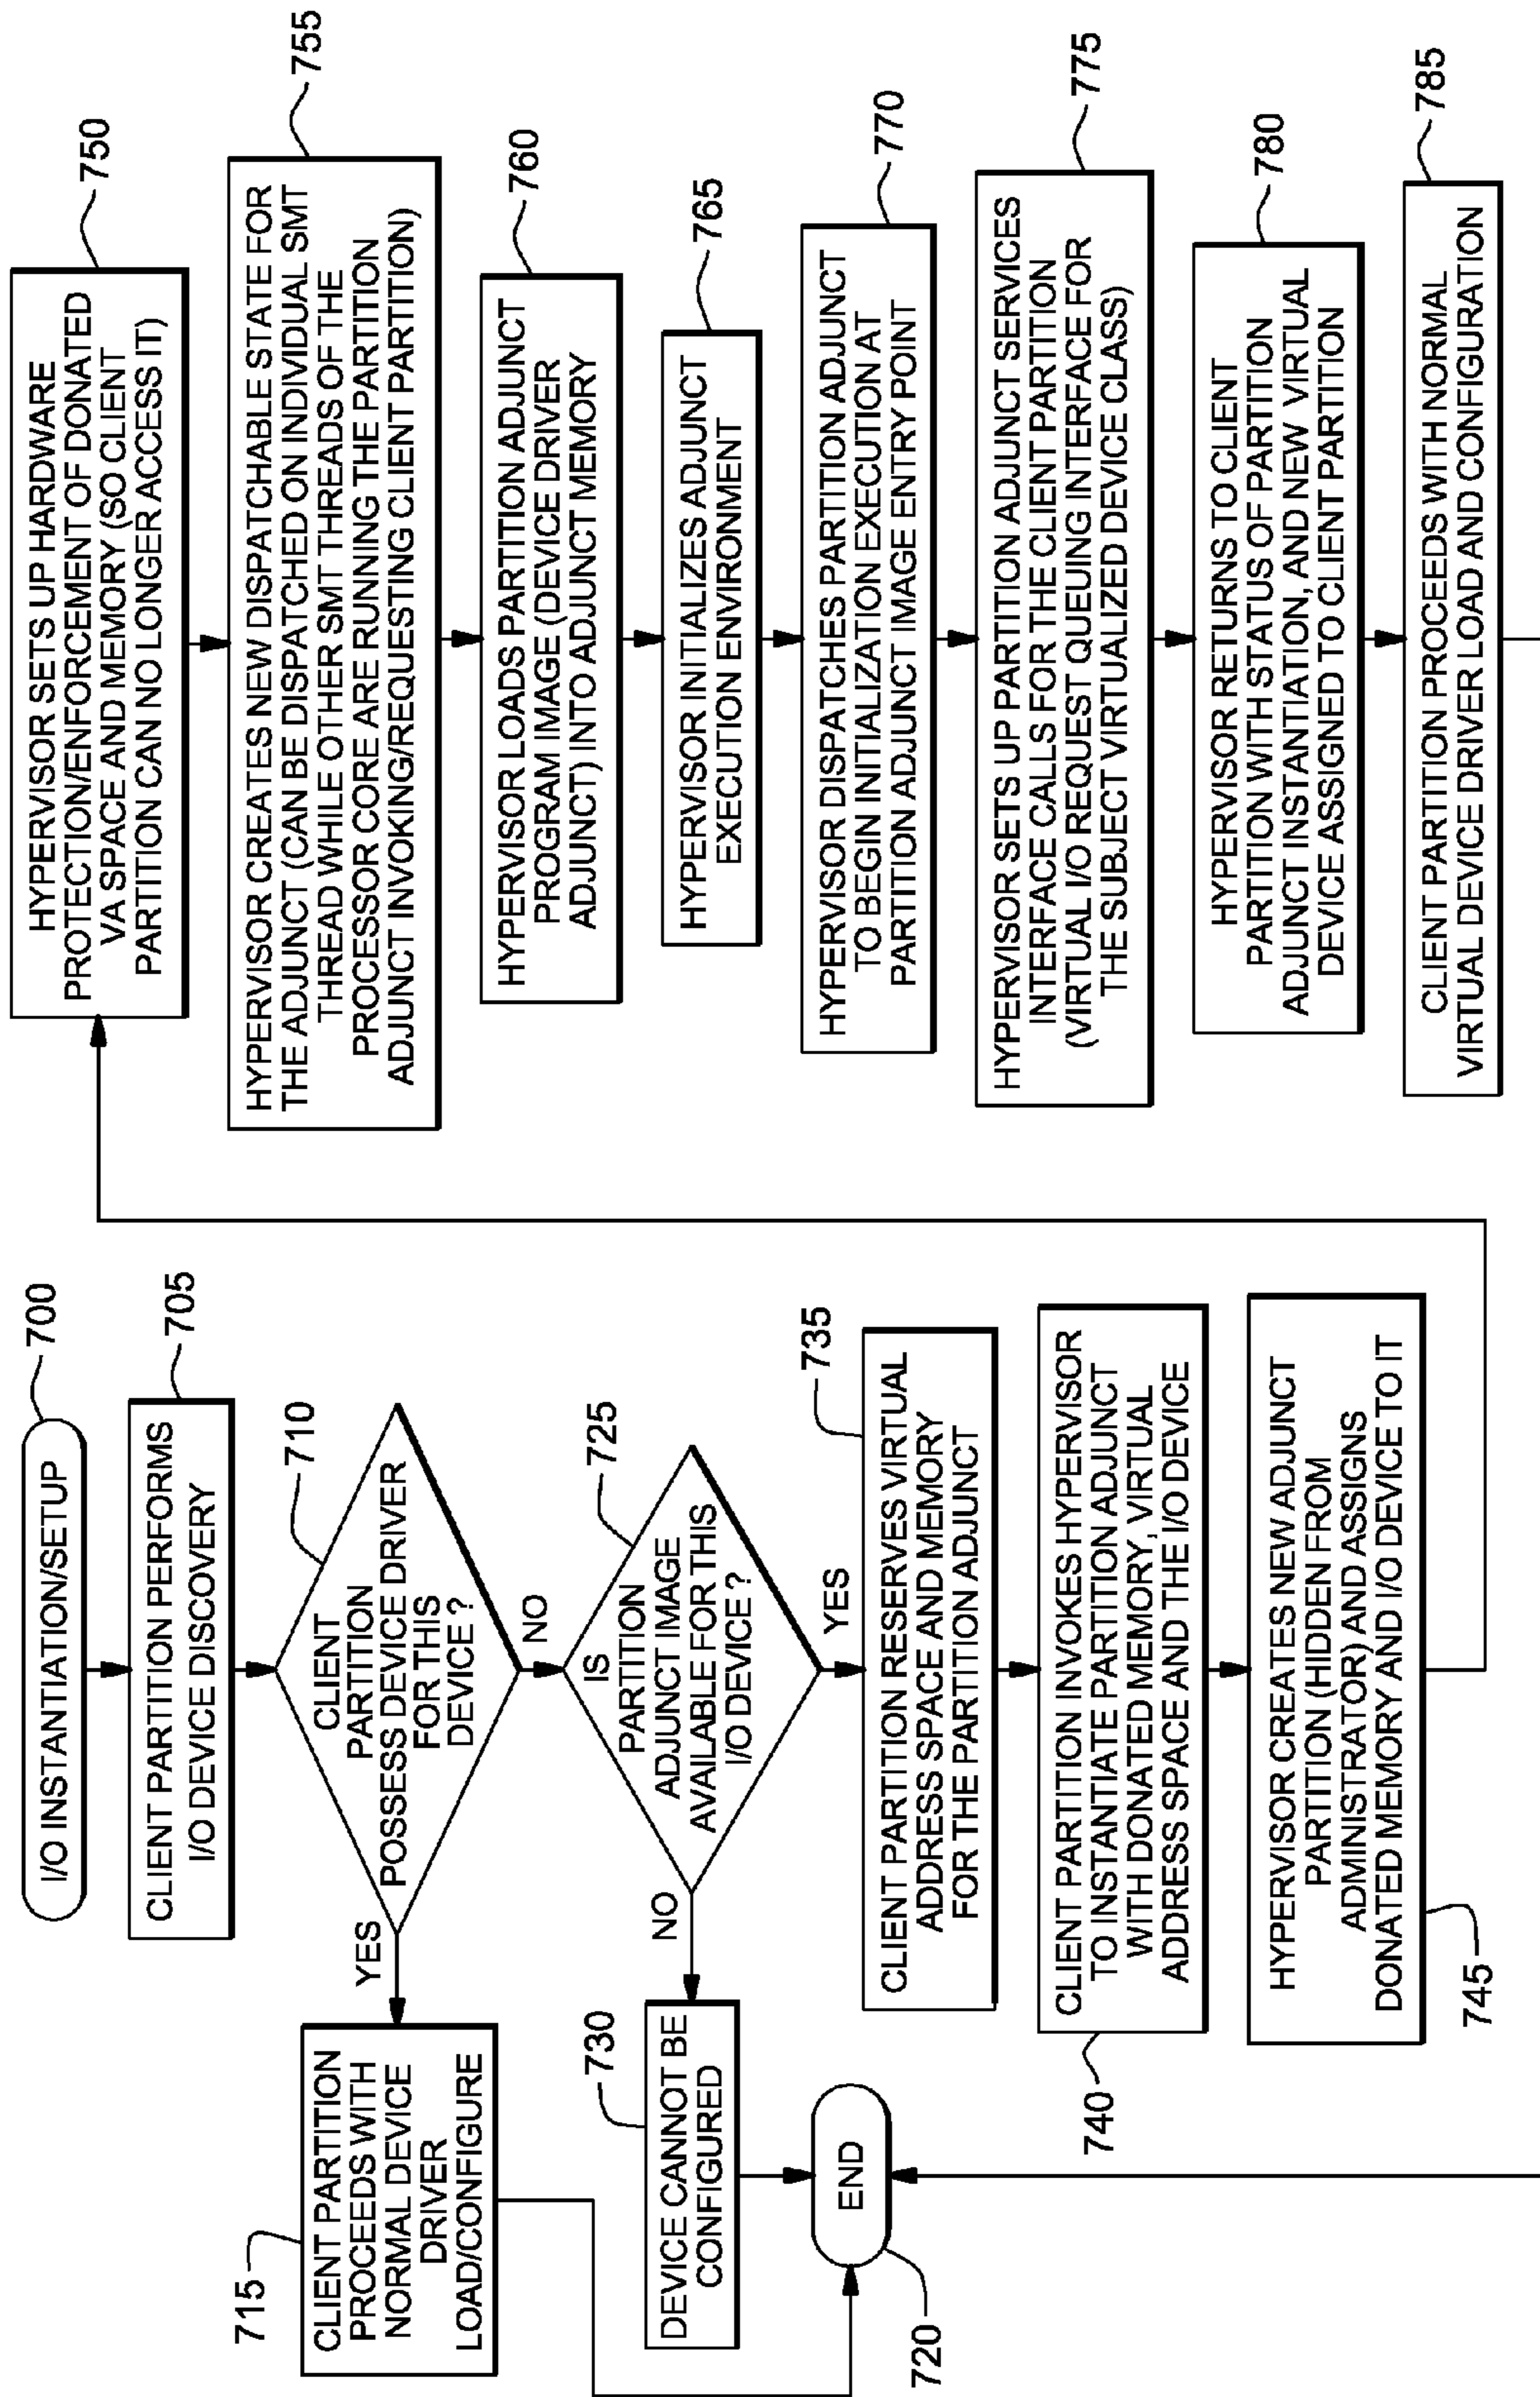 700
I/O INSTANTIATION/SETUP
705
CLIENT PARTITION PERFORMS
I/O DEVICE DISCOVERY
710
CLIENT
PARTITION
POSSESS DEVICE DRIVER
FOR THIS
DEVICE ?
YES
NO
715
CLIENT PARTITION
PROCEEDS WITH
NORMAL DEVICE
DRIVER
LOAD/CONFIGURE
725
IS
PARTITION
ADJUNCT IMAGE
AVAILABLE FOR THIS
I/O DEVICE ?
NO
YES
730
DEVICE CANNOT BE
CONFIGURED
END
720
735
CLIENT PARTITION RESERVES VIRTUAL
ADDRESS SPACE AND MEMORY
FOR THE PARTITION ADJUNCT
740
CLIENT PARTITION INVOKES HYPERVISOR
TO INSTANTIATE PARTITION ADJUNCT
WITH DONATED MEMORY, VIRTUAL
ADDRESS SPACE AND THE I/O DEVICE
745
HYPERVISOR CREATES NEW ADJUNCT
PARTITION (HIDDEN FROM
ADMINISTRATOR) AND ASSIGNS
DONATED MEMORY AND I/O DEVICE TO IT
750
HYPERVISOR SETS UP HARDWARE
PROTECTION/ENFORCEMENT OF DONATED
VA SPACE AND MEMORY (SO CLIENT
PARTITION CAN NO LONGER ACCESS IT)
755
HYPERVISOR CREATES NEW DISPATCHABLE STATE FOR
THE ADJUNCT (CAN BE DISPATCHED ON INDIVIDUAL SMT
THREAD WHILE OTHER SMT THREADS OF THE
PROCESSOR CORE ARE RUNNING THE PARTITION
ADJUNCT INVOKING/REQUESTING CLIENT PARTITION)
760
HYPERVISOR LOADS PARTITION ADJUNCT
PROGRAM IMAGE (DEVICE DRIVER
ADJUNCT) INTO ADJUNCT MEMORY
765
HYPERVISOR INITIALIZES ADJUNCT
EXECUTION ENVIRONMENT
770
HYPERVISOR DISPATCHES PARTITION ADJUNCT
TO BEGIN INITIALIZATION EXECUTION AT
PARTITION ADJUNCT IMAGE ENTRY POINT
775
HYPERVISOR SETS UP PARTITION ADJUNCT SERVICES
INTERFACE CALLS FOR THE CLIENT PARTITION
(VIRTUAL I/O REQUEST QUEUING INTERFACE FOR
THE SUBJECT VIRTUALIZED DEVICE CLASS)
780
HYPERVISOR RETURNS TO CLIENT
PARTITION WITH STATUS OF PARTITION
ADJUNCT INSTANTIATION, AND NEW VIRTUAL
DEVICE ASSIGNED TO CLIENT PARTITION
785
CLIENT PARTITION PROCEEDS WITH NORMAL
VIRTUAL DEVICE DRIVER LOAD AND CONFIGURATION